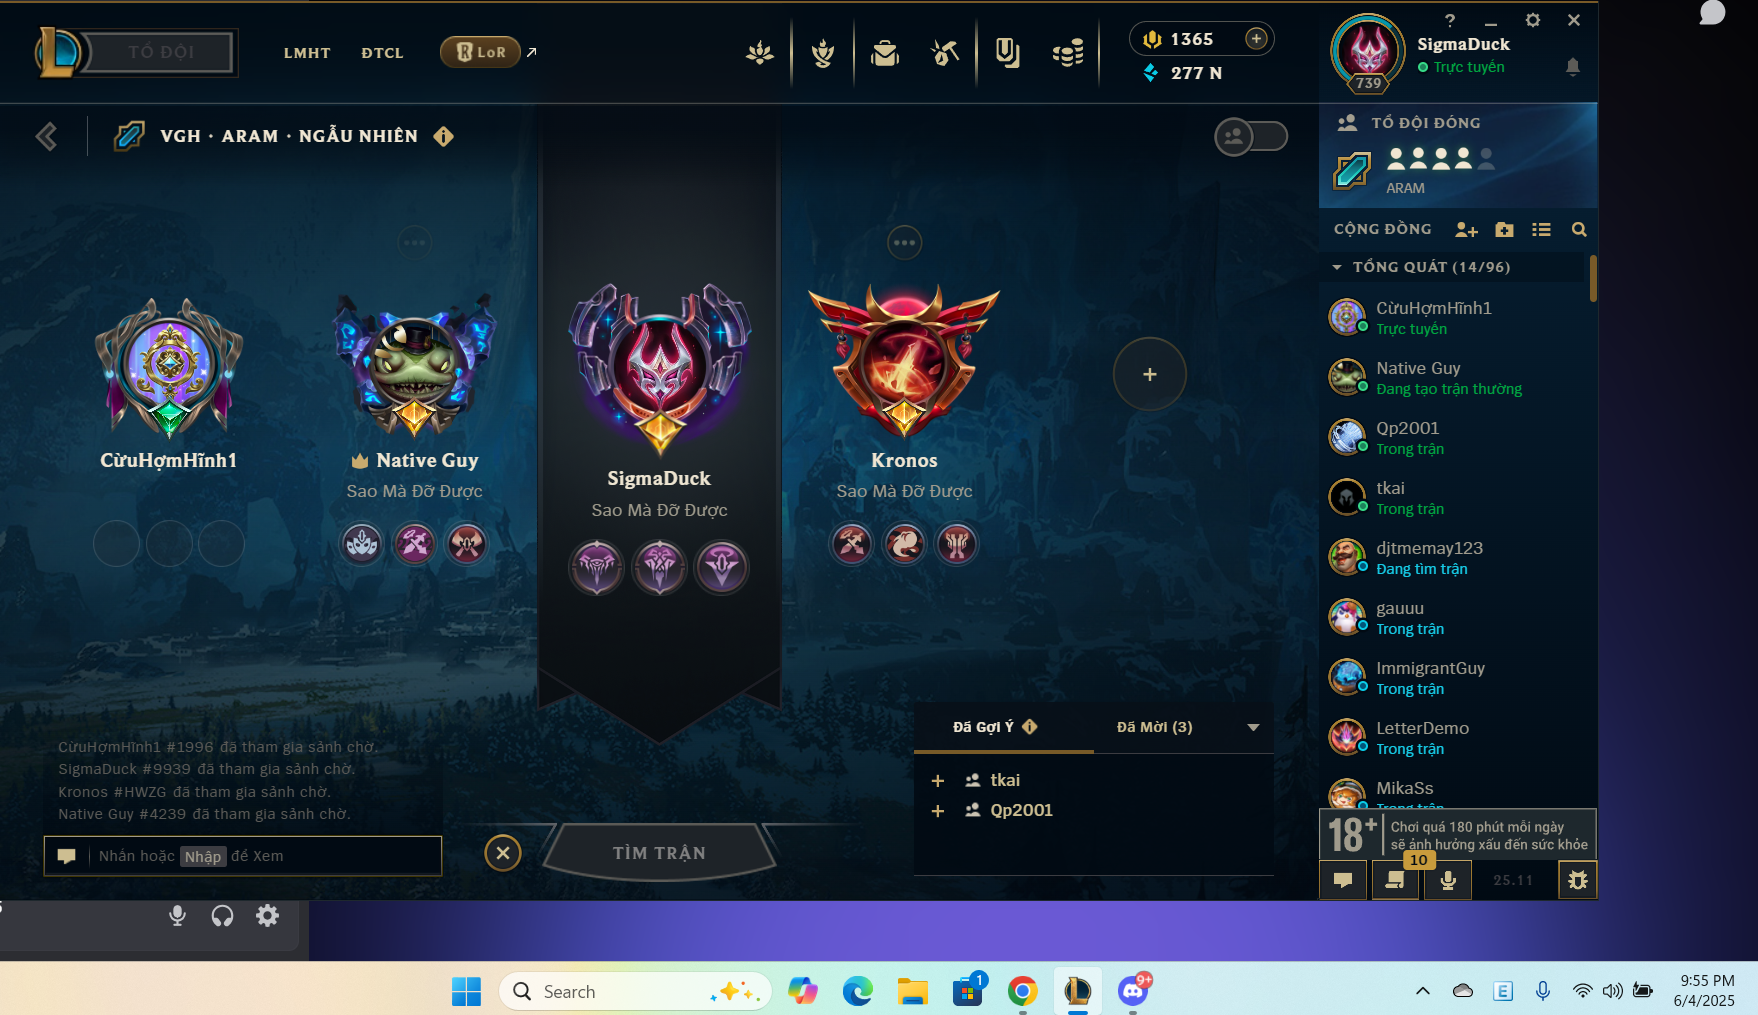 TỔ ĐỘI
LMHT
ĐTCL
LoR
1365
277 N
SigmaDuck
Trực tuyến
739
VGH • ARAM • NGẪU NHIÊN
TỔ ĐỘI ĐÓNG
ARAM
CỘNG ĐỒNG
TỔNG QUÁT (14/96)
CừuHợmHĩnh1
Trực tuyến
Native Guy
Đang tạo trận thường
Qp2001
Trong trận
tkai
Trong trận
djtmemay123
Đang tìm trận
gauuu
Trong trận
ImmigrantGuy
Trong trận
LetterDemo
Trong trận
MikaSs
Trong trận
CừuHợmHĩnh1
Native Guy
Sao Mà Đỡ Được
SigmaDuck
Sao Mà Đỡ Được
Kronos
Sao Mà Đỡ Được
CừuHợmHĩnh1 #1996 đã tham gia sảnh chờ.
SigmaDuck #9939 đã tham gia sảnh chờ.
Kronos #HWZG đã tham gia sảnh chờ.
Native Guy #4239 đã tham gia sảnh chờ.
Nhấn hoặc Nhập để Xem
TÌM TRẬN
Đã Gợi Ý
Đã Mời (3)
tkai
Qp2001
18+
Chơi quá 180 phút mỗi ngày
sẽ ảnh hưởng xấu đến sức khỏe
10
25.11
Search
1
9+
9:55 PM
6/4/2025